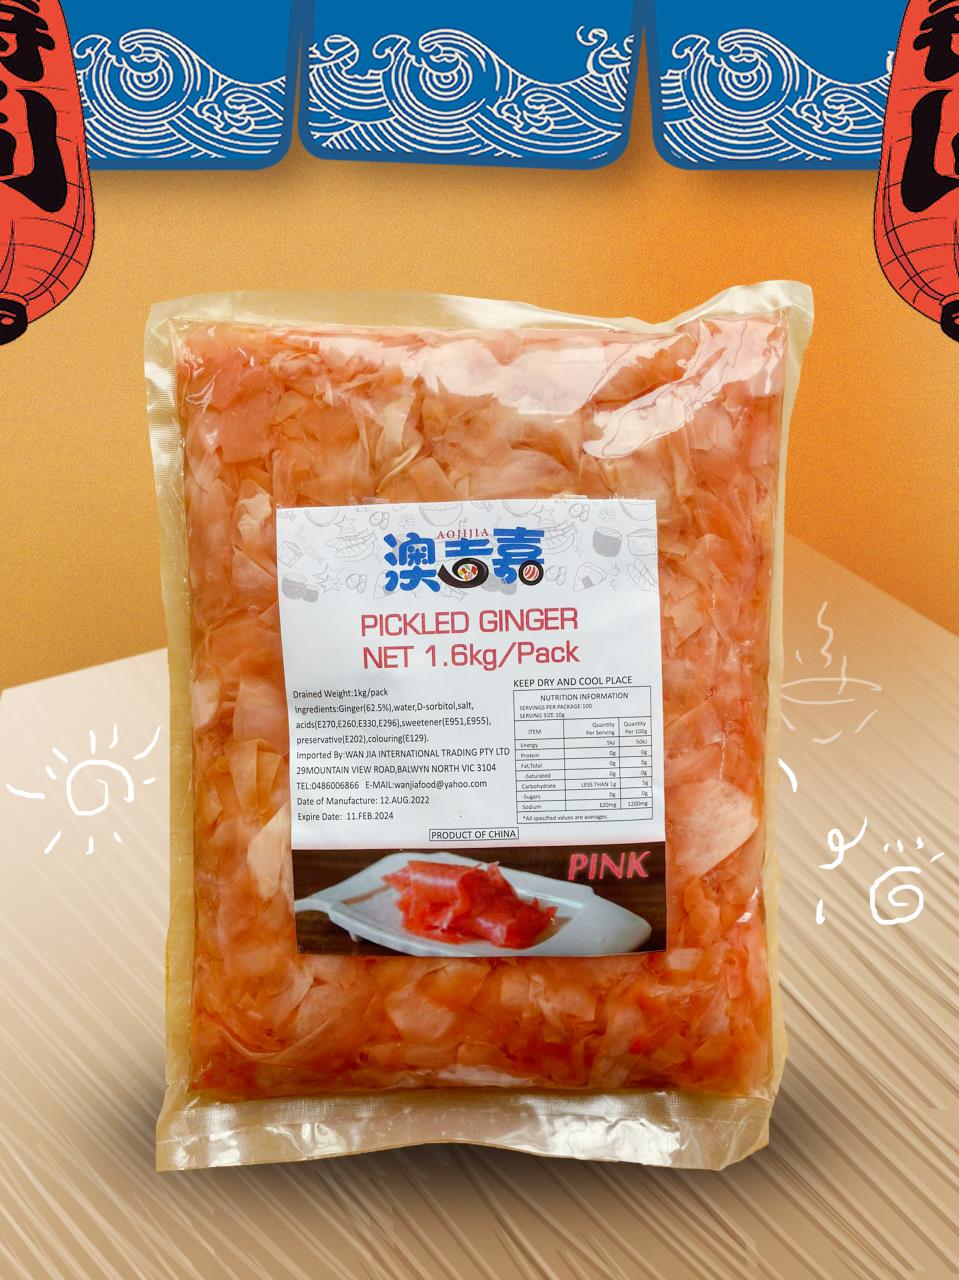 AOJIJIA
澳吉嘉
PICKLED GINGER
NET 1.6kg/Pack
KEEP DRY AND COOL PLACE
Drained Weight:1kg/pack
Ingredients:Ginger(62.5%),water,D-sorbitol,salt,
acids(E270,E260,E330,E296),sweetener(E951,E955),
preservative(E202),colouring(E129).
Imported By:WAN JIA INTERNATIONAL TRADING PTY LTD
29MOUNTAIN VIEW ROAD,BALWYN NORTH VIC 3104
TEL:0486006866 E-MAIL:wanjiafood@yahoo.com
Date of Manufacture: 12.AUG.2022
Expire Date: 11.FEB.2024
NUTRITION INFORMATION
SERVINGS PER PACKAGE:100
SERVING SIZE:10g
ITEM Quantity Per Serving Quantity Per 100g
Energy 5kJ 50kJ
Protein 0g 0g
Fat,Total 0g 0g
-Saturated 0g 0g
Carbohydrate LESS THAN 1g 5g
-Sugars 0g 0g
Sodium 120mg 1200mg
*All specified values are averages.
PRODUCT OF CHINA
PINK